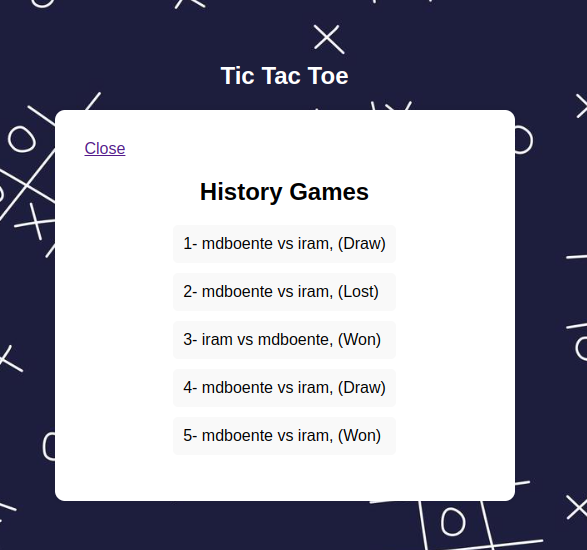 Tic Tac Toe
Close
History Games
1- mdboente vs iram, (Draw)
2- mdboente vs iram, (Lost)
3- iram vs mdboente, (Won)
4- mdboente vs iram, (Draw)
5- mdboente vs iram, (Won)